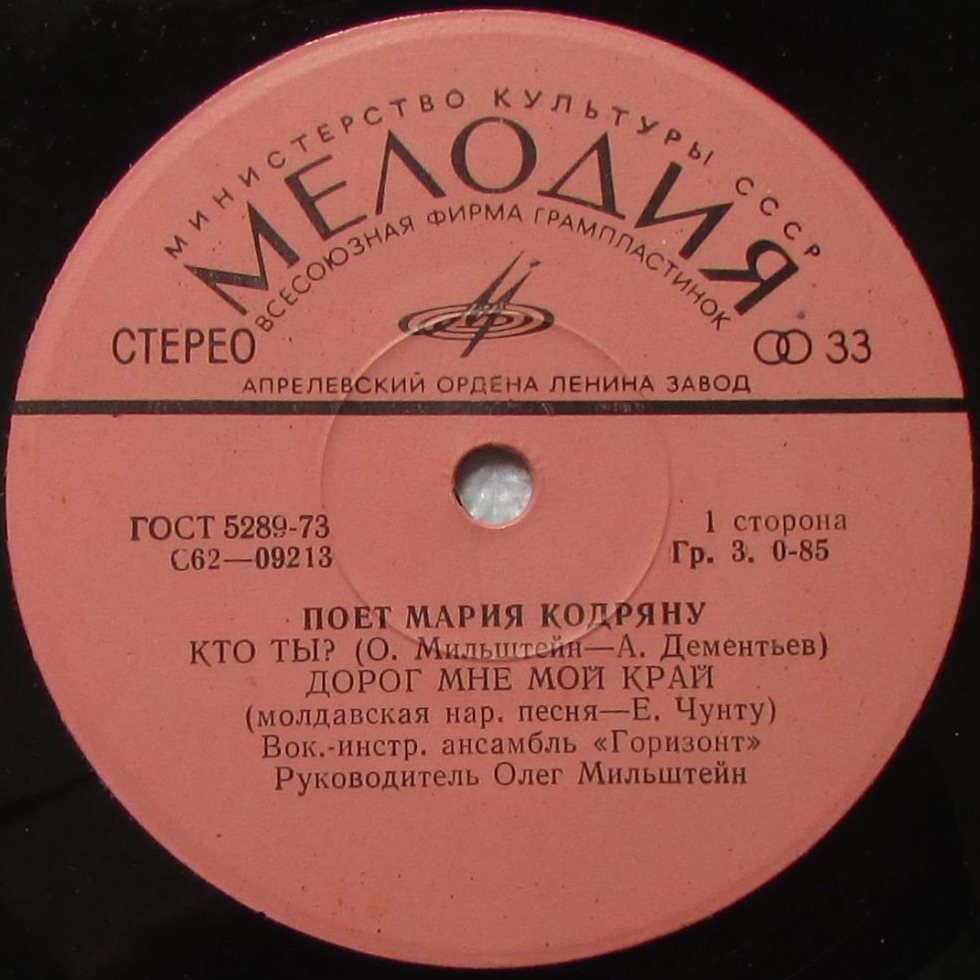 МИНИСТЕРСТВО КУЛЬТУРЫ СССР
МЕЛОДИЯ
ВСЕСОЮЗНАЯ ФИРМА ГРАМПЛАСТИНОК
СТЕРЕО
33
АПРЕЛЕВСКИЙ ОРДЕНА ЛЕНИНА ЗАВОД
ГОСТ 5289-73
1 сторона
С62—09213
Гр. 3. 0-85
ПОЕТ МАРИЯ КОДРЯНУ
КТО ТЫ? (О. Мильштейн—А. Дементьев)
ДОРОГ МНЕ МОЙ КРАЙ
(молдавская нар. песня—Е. Чунту)
Вок.-инстр. ансамбль «Горизонт»
Руководитель Олег Мильштейн